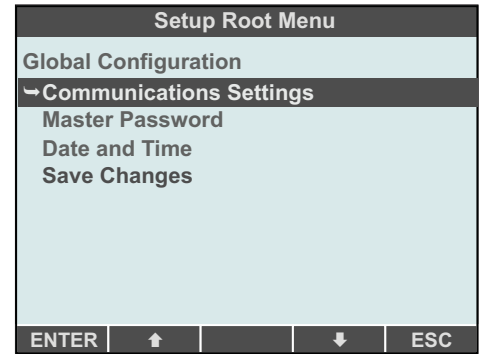 Setup Root Menu
Global Configuration
➥Communications Settings
Master Password
Date and Time
Save Changes
ENTER ⬆ ⬇ ESC